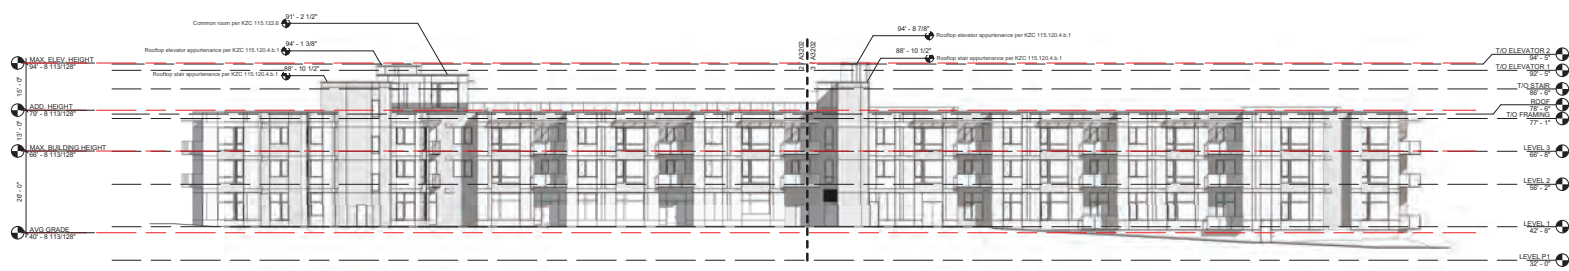 91' - 2 1/2"
Common room per KZC 115.122.6
94' - 1 3/8"
Rooftop elevator appurtenance per KZC 115.120.4.b.1
88' - 10 1/2"
Rooftop stair appurtenance per KZC 115.120.4.b.1
94' - 8 7/8"
Rooftop elevator appurtenance per KZC 115.120.4.b.1
88' - 10 1/2"
Rooftop stair appurtenance per KZC 115.120.4.b.1
2 / A3202
3 / A3202
MAX. ELEV. HEIGHT
94' - 8 113/128"
15' - 0"
ADD. HEIGHT
79' - 8 113/128"
13' - 0"
MAX. BUILDING HEIGHT
66' - 8 113/128"
26' - 0"
AVG GRADE
40' - 8 113/128"
T/O ELEVATOR 2
94' - 5"
T/O ELEVATOR 1
92' - 5"
T/O STAIR
88' - 6"
ROOF
78' - 6"
T/O FRAMING
77' - 1"
LEVEL 3
66' - 8"
LEVEL 2
56' - 2"
LEVEL 1
42' - 8"
LEVEL P1
32' - 0"